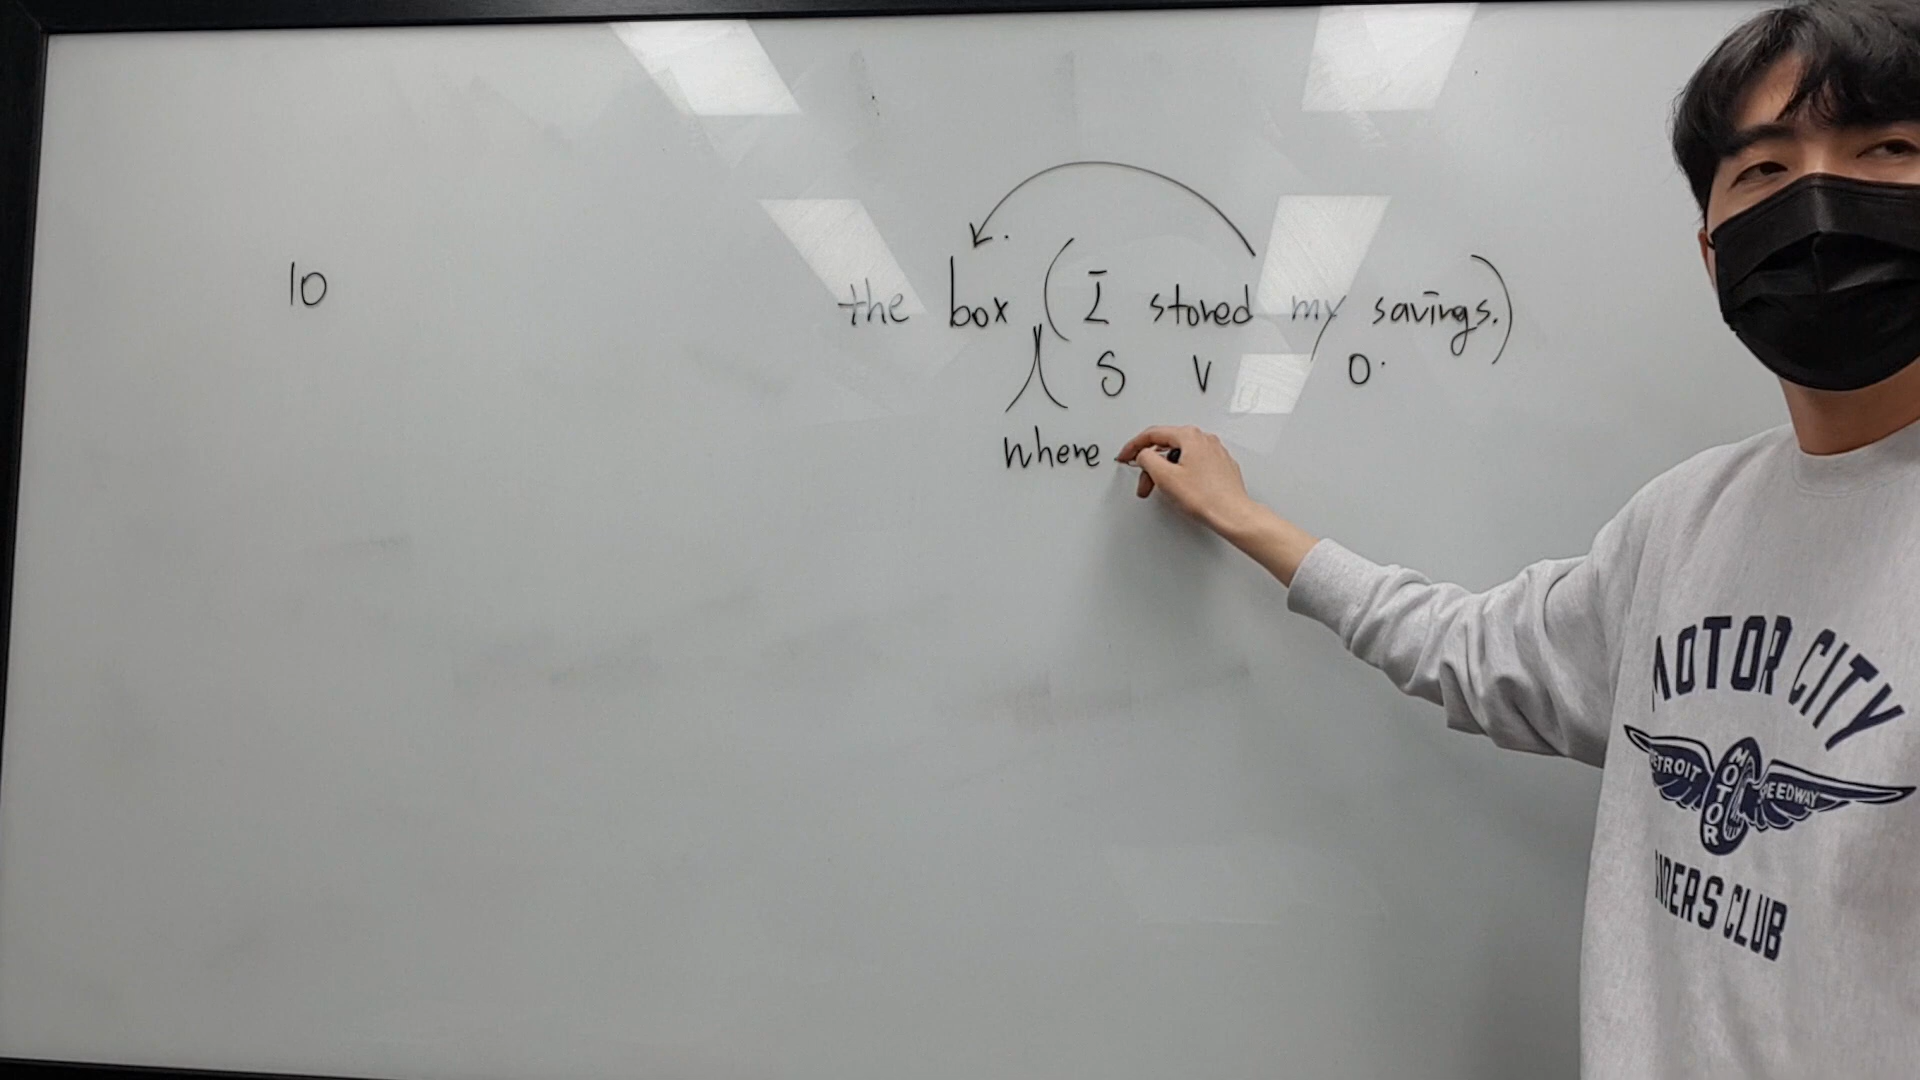 10
the box (I stored my savings.)
S V O.
where
MOTOR CITY
DETROIT MOTOR SPEEDWAY
RIDERS CLUB